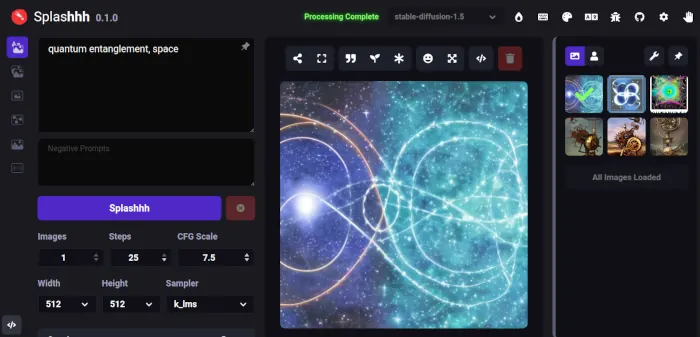 Splashhh 0.1.0
Processing Complete
stable-diffusion-1.5
quantum entanglement, space
Negative Prompts
Splashhh
Images Steps CFG Scale
1 25 7.5
Width Height Sampler
512 512 k_lms
All Images Loaded